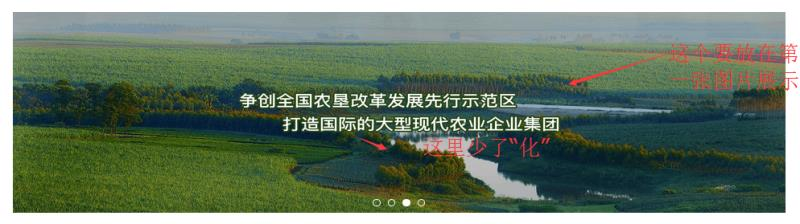 这个要放在第
一张图片展示
争创全国农垦改革发展先行示范区
打造国际的大型现代农业企业集团
这里少了“化”